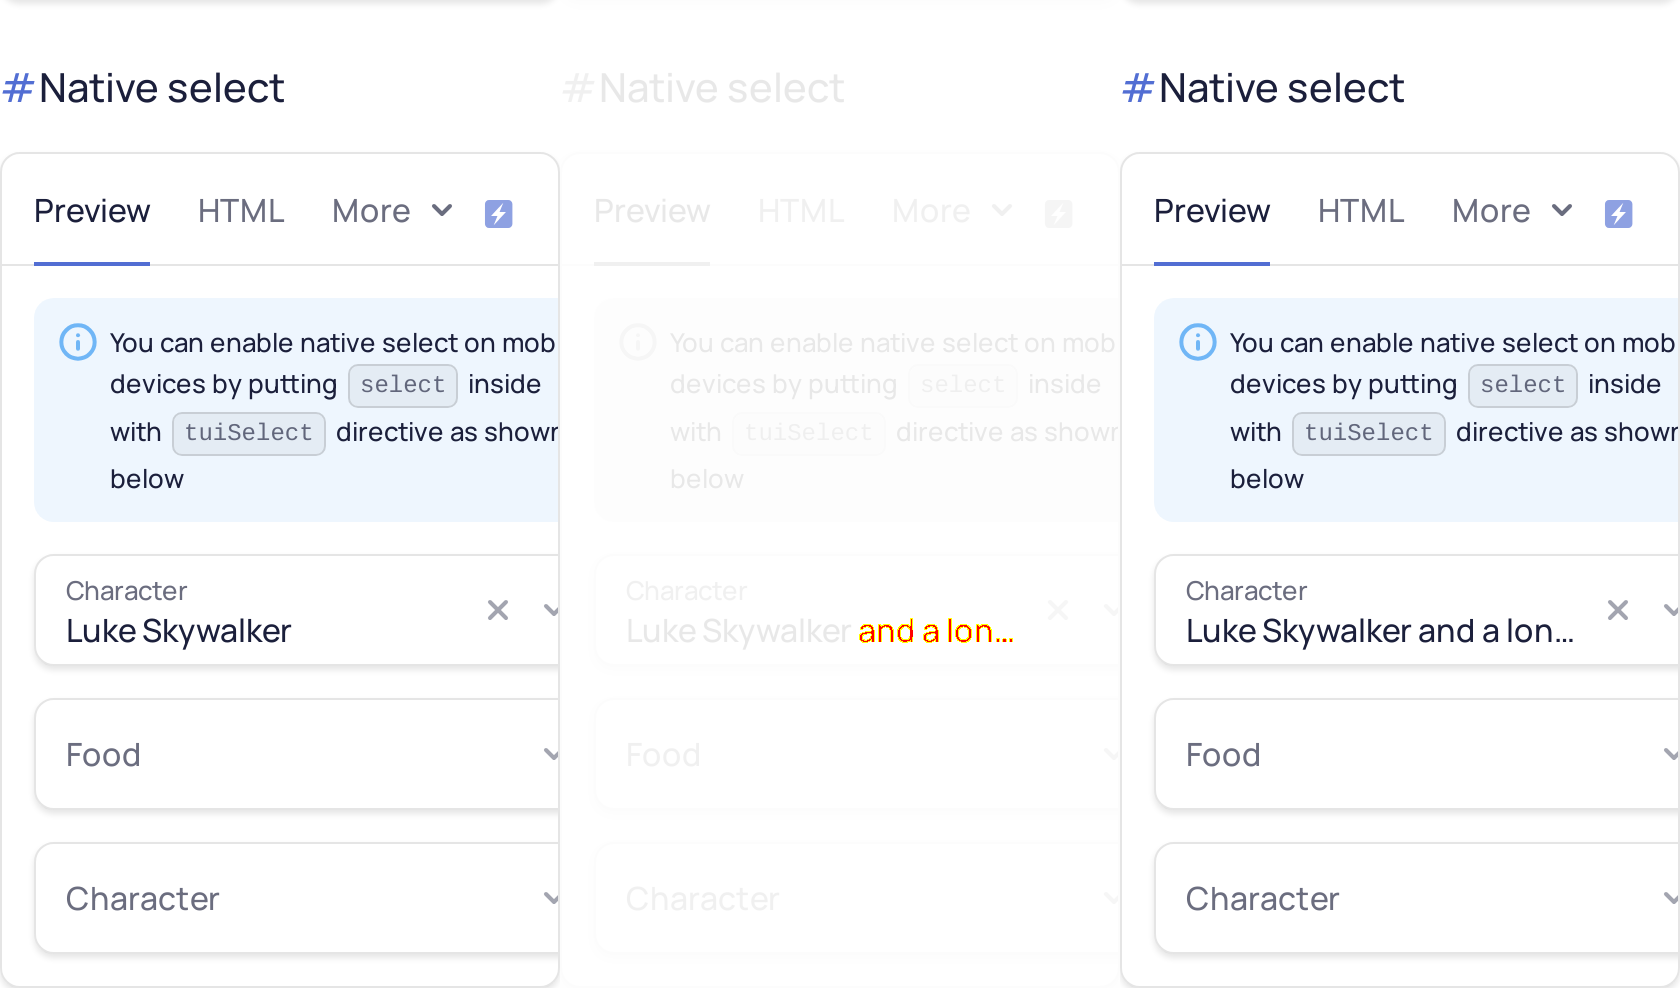 #Native select
Preview HTML More
You can enable native select on mob
devices by putting select inside
with tuiSelect directive as shown
below
Character
Luke Skywalker
Food
Character
#Native select
Preview HTML More
You can enable native select on mob
devices by putting select inside
with tuiSelect directive as shown
below
Character
Luke Skywalker and a lon...
Food
Character
#Native select
Preview HTML More
You can enable native select on mob
devices by putting select inside
with tuiSelect directive as shown
below
Character
Luke Skywalker and a lon...
Food
Character